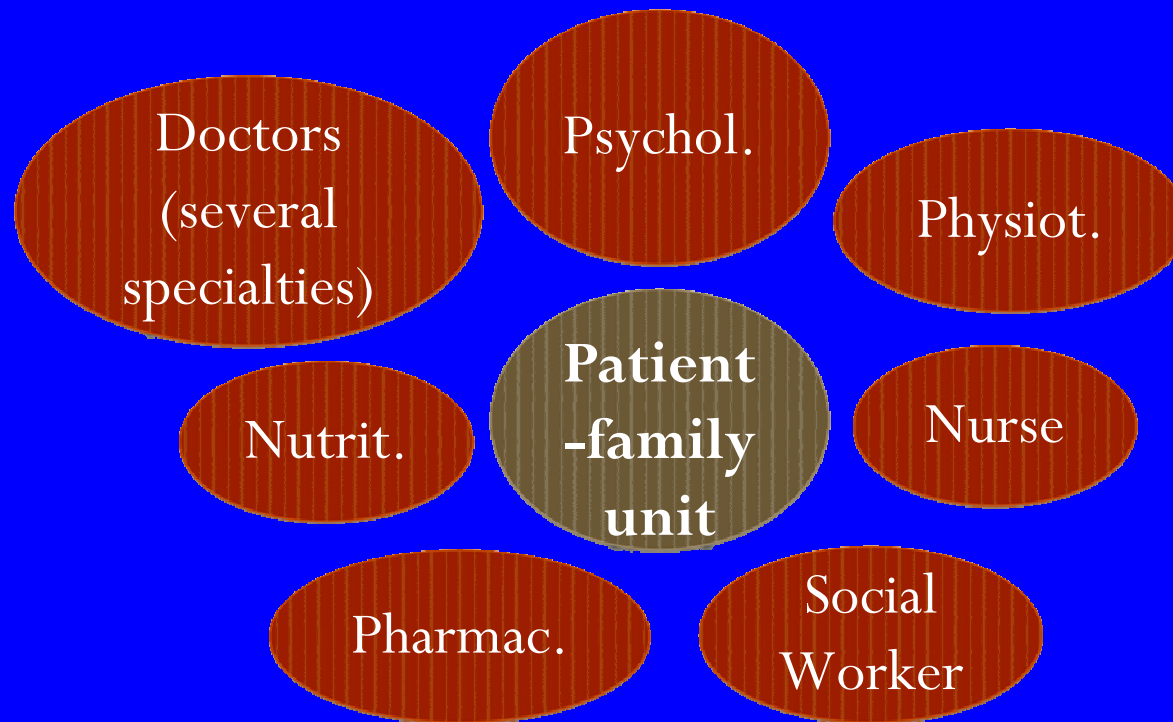 Doctors
(several
specialties)
Psychol.
Physiot.
Nutrit.
Patient
-family
unit
Nurse
Pharmac.
Social
Worker